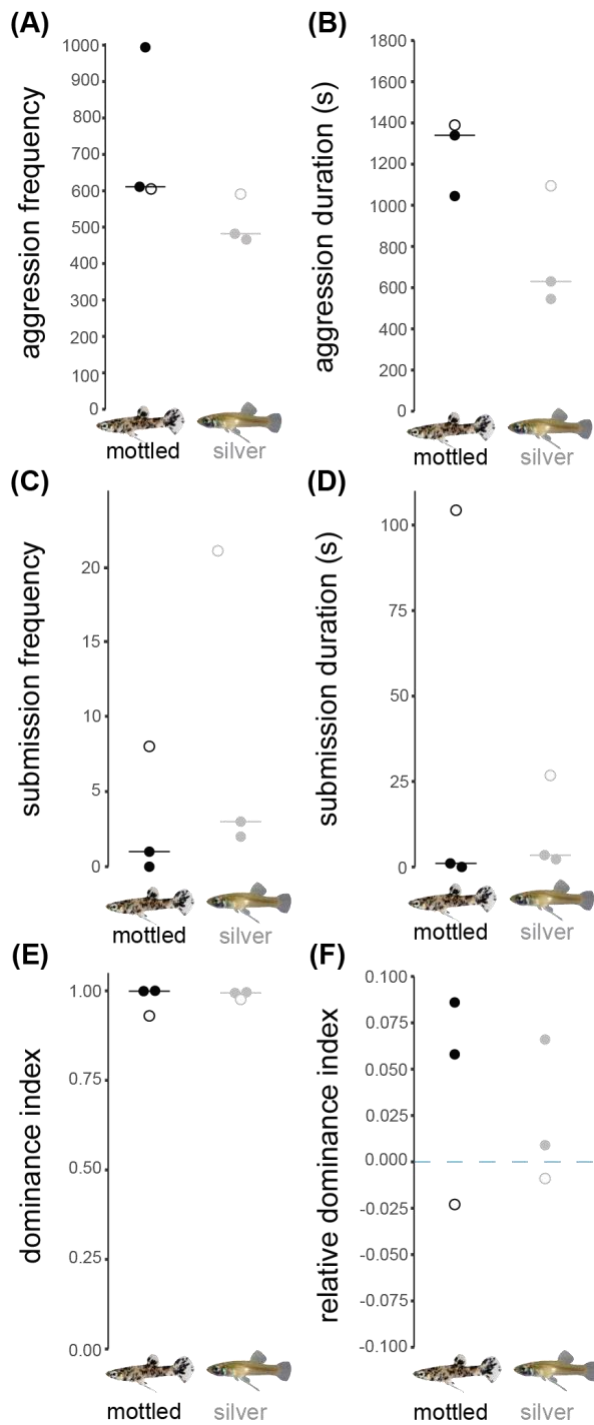 (A)
aggression frequency
1000
900
800
700
600
500
400
300
200
100
0
mottled silver
(B)
aggression duration (s)
1800
1600
1400
1200
1000
800
600
400
200
0
mottled silver
(C)
submission frequency
20
15
10
5
0
mottled silver
(D)
submission duration (s)
100
75
50
25
0
mottled silver
(E)
dominance index
1.00
0.75
0.50
0.25
0.00
mottled silver
(F)
relative dominance index
0.100
0.075
0.050
0.025
0.000
-0.025
-0.050
-0.075
-0.100
mottled silver